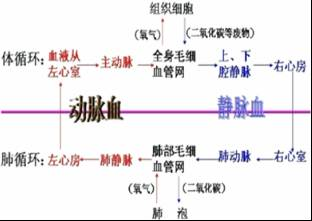 组织细胞
(氧气)
(二氧化碳等废物)
体循环:
血液从
左心室
主动脉
全身毛细
血管网
上、下
腔静脉
右心房
动脉血
静脉血
肺循环:
左心房
肺静脉
肺部毛细
血管网
肺动脉
右心室
(氧气)
(二氧化碳)
肺 泡